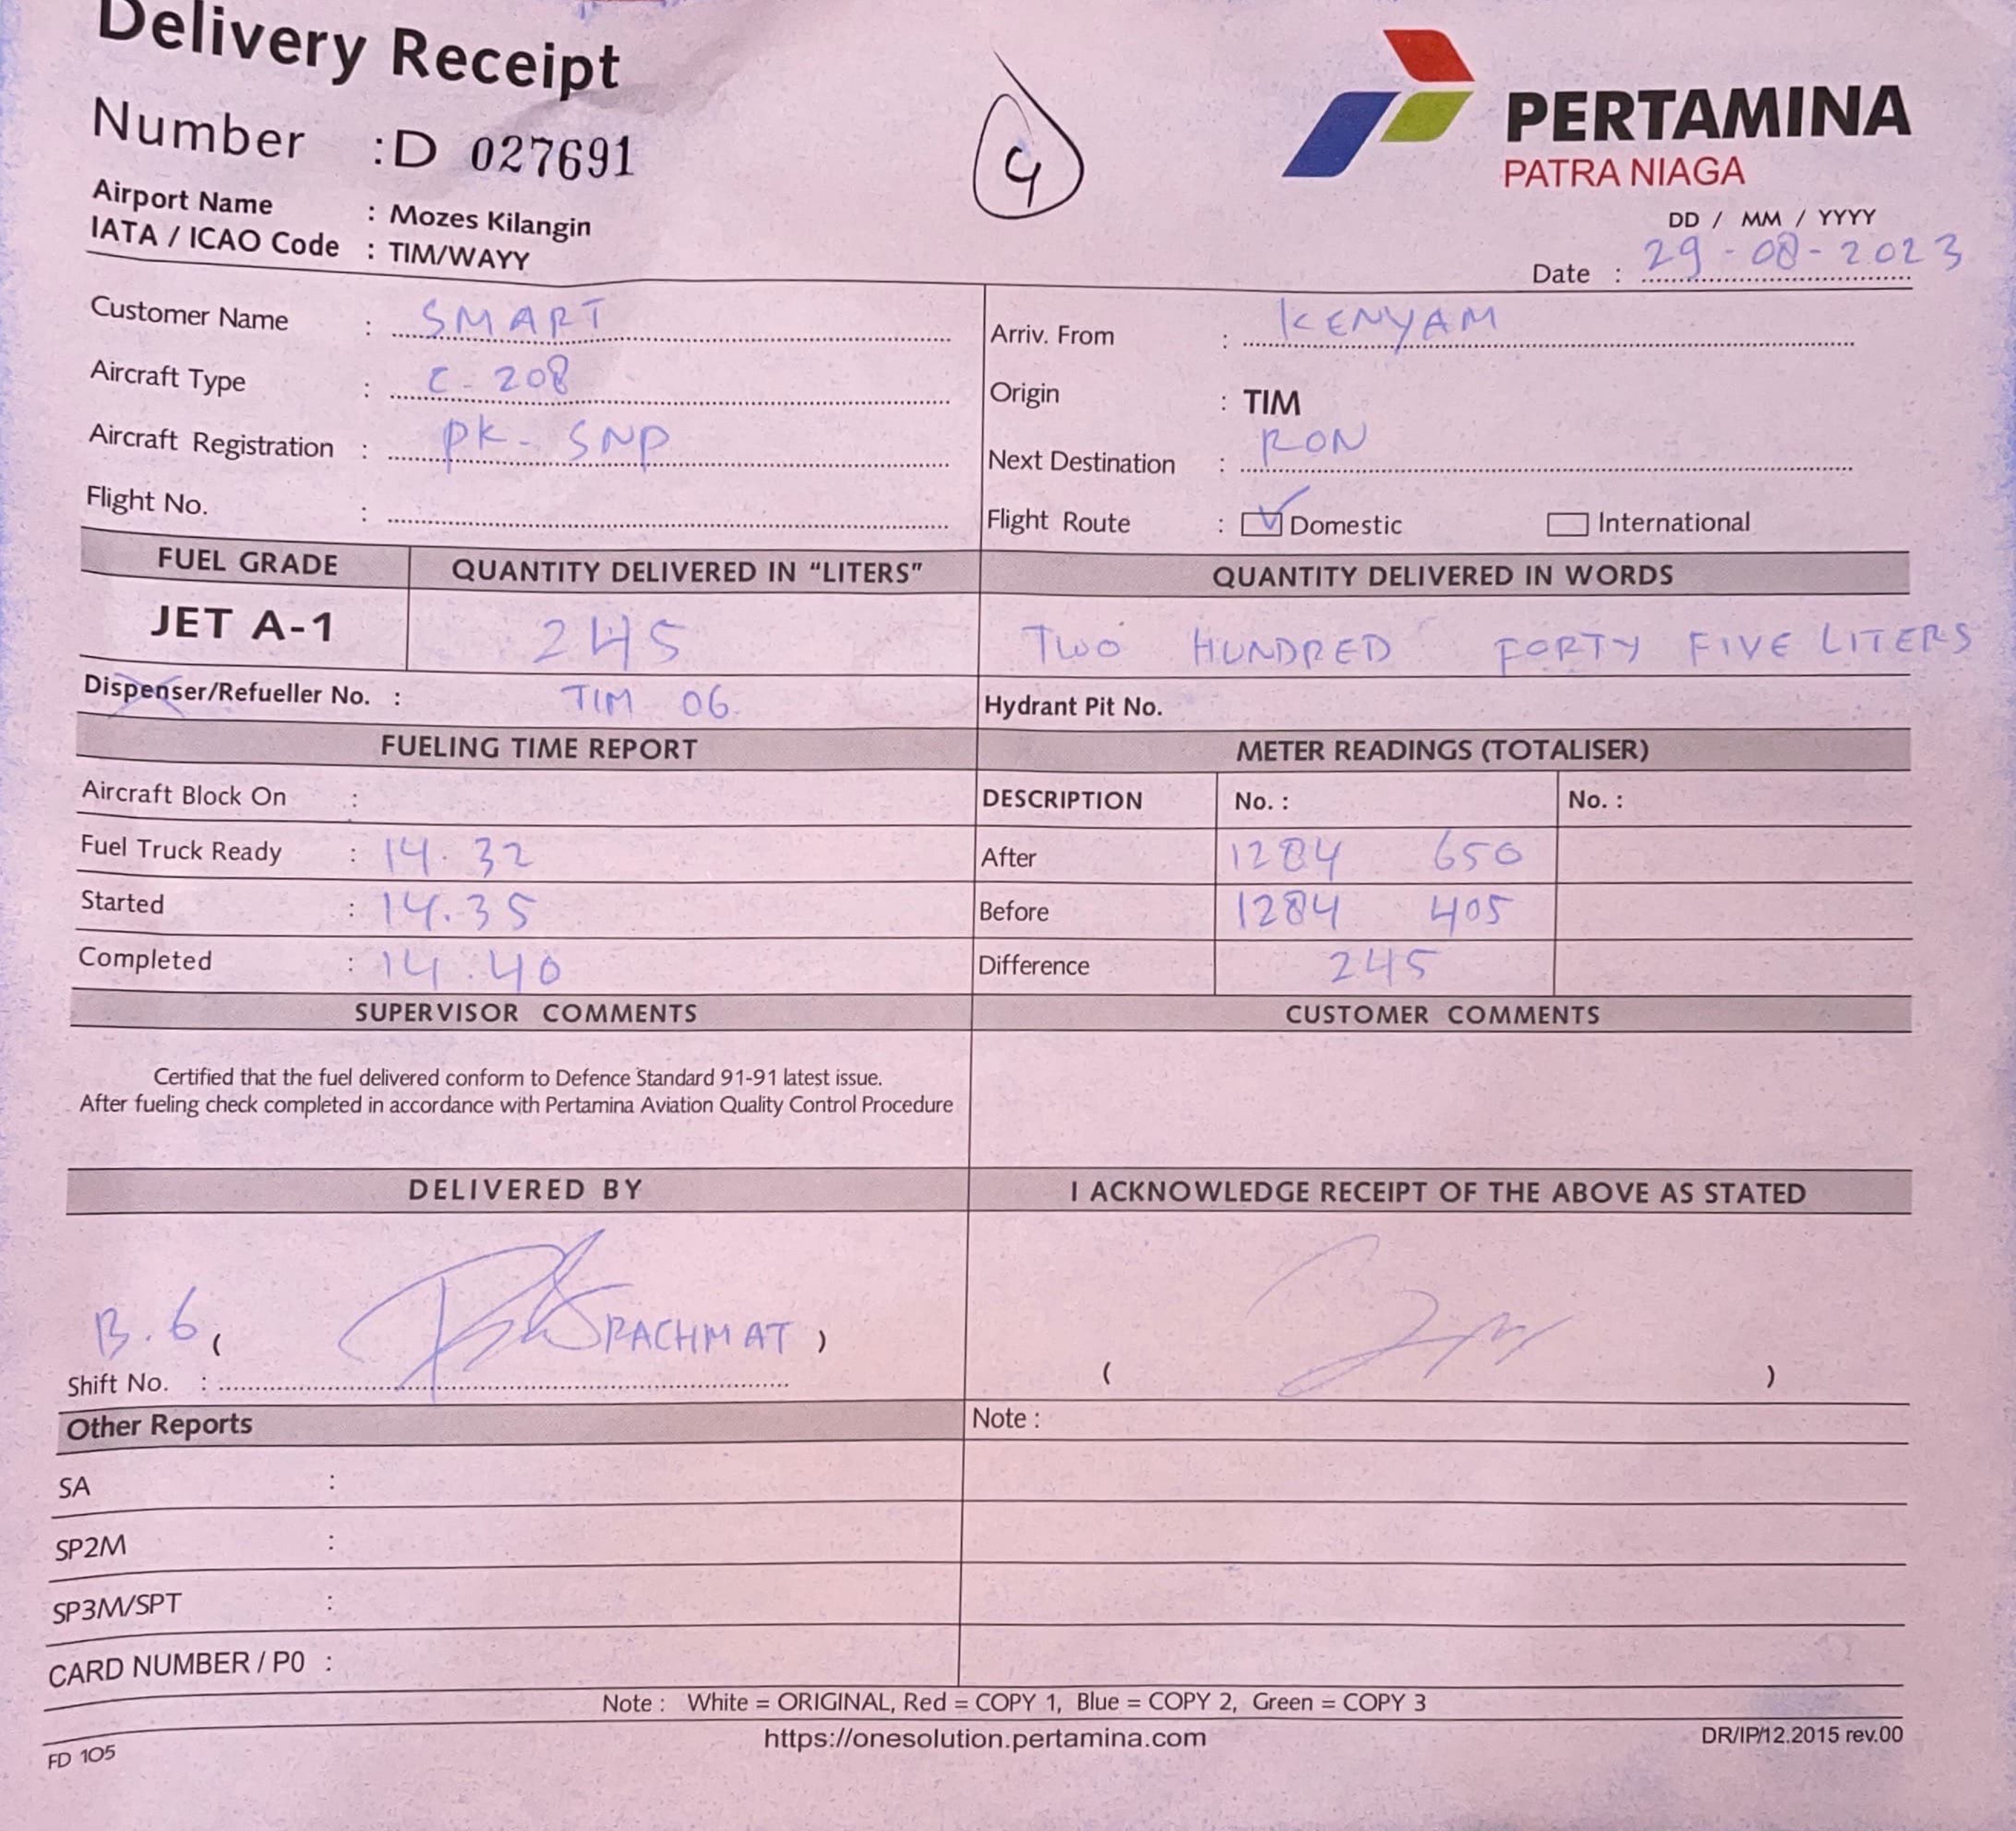 Delivery Receipt
Number : D 027691
4
PERTAMINA
PATRA NIAGA
Airport Name : Mozes Kilangin
IATA / ICAO Code : TIM/WAYY
DD / MM / YYYY
Date : 29-08-2023
Customer Name : SMART
Arriv. From : KENYAM
Aircraft Type : C-208
Origin : TIM
Aircraft Registration : PK-SNP
Next Destination : RON
Flight No. :
Flight Route : Domestic International
FUEL GRADE QUANTITY DELIVERED IN "LITERS" QUANTITY DELIVERED IN WORDS
JET A-1 245 TWO HUNDRED FORTY FIVE LITERS
Dispenser/Refueller No. : TIM 06 Hydrant Pit No.
FUELING TIME REPORT METER READINGS (TOTALISER)
Aircraft Block On : DESCRIPTION No. : No. :
Fuel Truck Ready : 14.32 After 1284 650
Started : 14.35 Before 1284 405
Completed : 14.40 Difference 245
SUPERVISOR COMMENTS CUSTOMER COMMENTS
Certified that the fuel delivered conform to Defence Standard 91-91 latest issue.
After fueling check completed in accordance with Pertamina Aviation Quality Control Procedure
DELIVERED BY I ACKNOWLEDGE RECEIPT OF THE ABOVE AS STATED
B.6 ( RACHMAT ) ( )
Shift No. :
Other Reports Note :
SA :
SP2M :
SP3M/SPT :
CARD NUMBER / P0 :
Note : White = ORIGINAL, Red = COPY 1, Blue = COPY 2, Green = COPY 3
https://onesolution.pertamina.com
FD 105
DR/IP/12.2015 rev.00